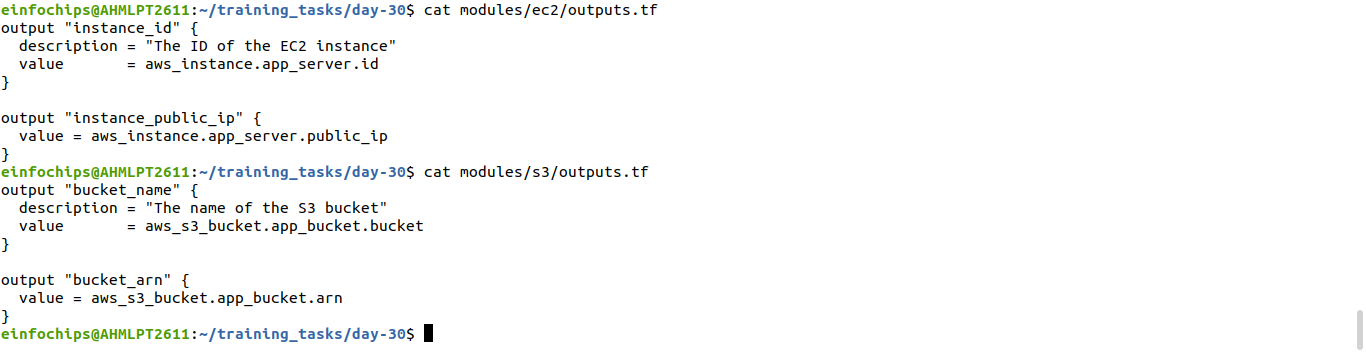 einfochips@AHMLPT2611:~/training_tasks/day-30$ cat modules/ec2/outputs.tf
output "instance_id" {
  description = "The ID of the EC2 instance"
  value       = aws_instance.app_server.id
}

output "instance_public_ip" {
  value = aws_instance.app_server.public_ip
}
einfochips@AHMLPT2611:~/training_tasks/day-30$ cat modules/s3/outputs.tf
output "bucket_name" {
  description = "The name of the S3 bucket"
  value       = aws_s3_bucket.app_bucket.bucket
}

output "bucket_arn" {
  value = aws_s3_bucket.app_bucket.arn
}
einfochips@AHMLPT2611:~/training_tasks/day-30$